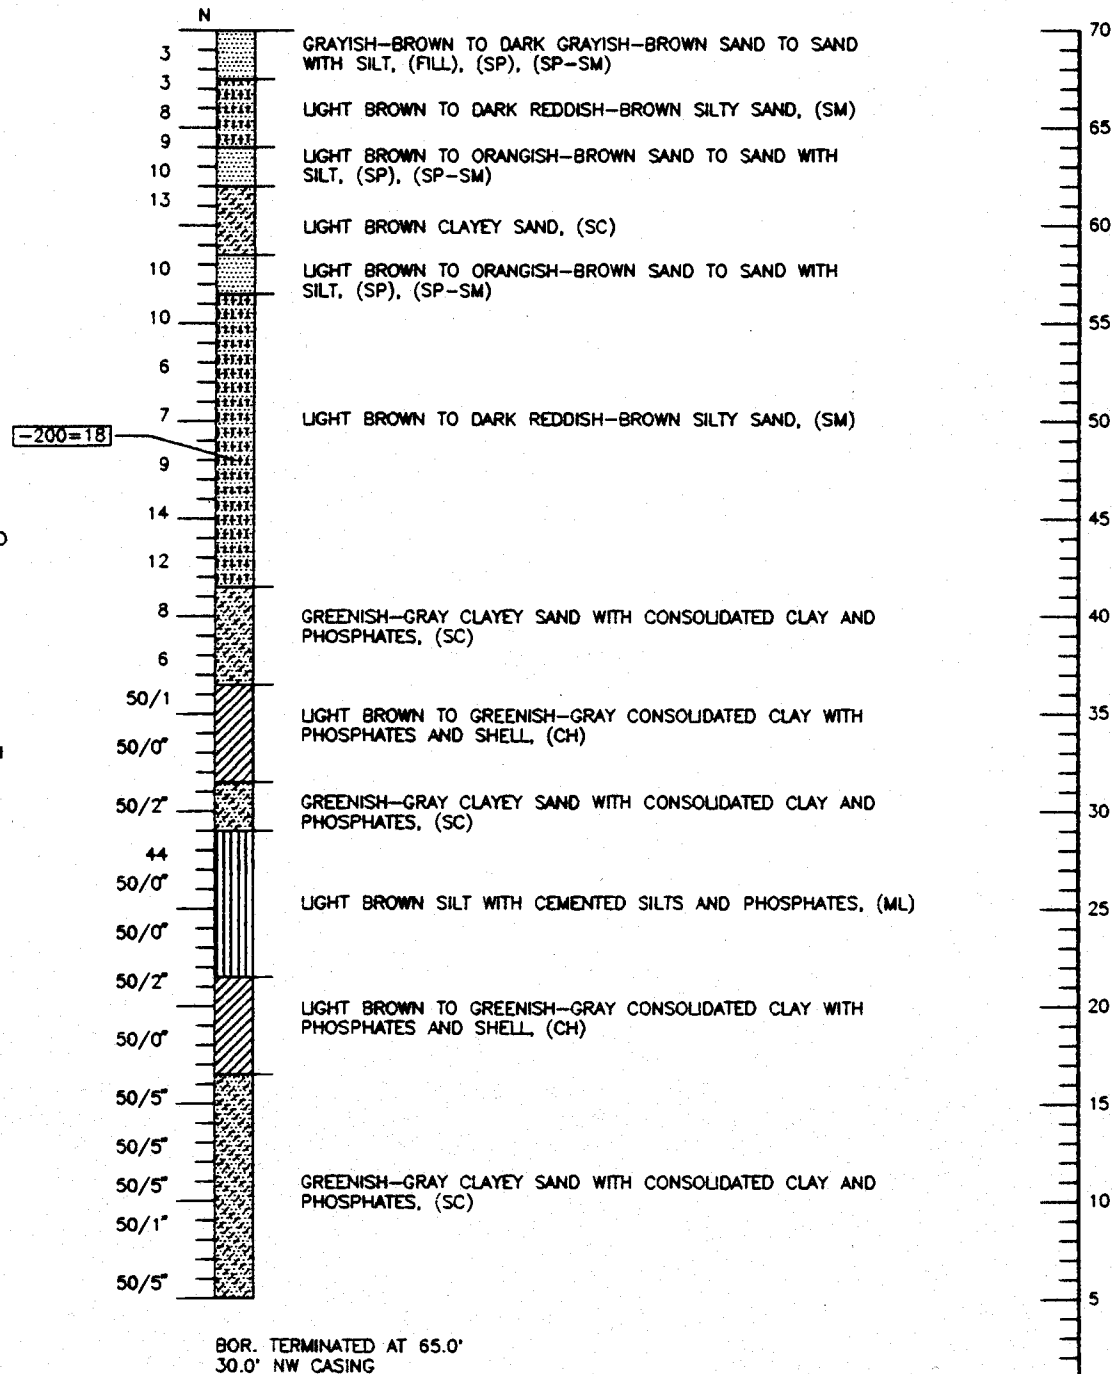 N
70
3
GRAYISH-BROWN TO DARK GRAYISH-BROWN SAND TO SAND
WITH SILT, (FILL), (SP), (SP-SM)
3
8
LIGHT BROWN TO DARK REDDISH-BROWN SILTY SAND, (SM)
65
9
LIGHT BROWN TO ORANGISH-BROWN SAND TO SAND WITH
SILT, (SP), (SP-SM)
10
13
LIGHT BROWN CLAYEY SAND, (SC)
60
10
LIGHT BROWN TO ORANGISH-BROWN SAND TO SAND WITH
SILT, (SP), (SP-SM)
10
55
6
7
LIGHT BROWN TO DARK REDDISH-BROWN SILTY SAND, (SM)
50
-200=18
9
14
45
12
8
GREENISH-GRAY CLAYEY SAND WITH CONSOLIDATED CLAY AND
PHOSPHATES, (SC)
40
6
50/1
LIGHT BROWN TO GREENISH-GRAY CONSOLIDATED CLAY WITH
PHOSPHATES AND SHELL, (CH)
35
50/0"
50/2"
GREENISH-GRAY CLAYEY SAND WITH CONSOLIDATED CLAY AND
PHOSPHATES, (SC)
30
44
50/0"
LIGHT BROWN SILT WITH CEMENTED SILTS AND PHOSPHATES, (ML)
25
50/0"
50/2"
LIGHT BROWN TO GREENISH-GRAY CONSOLIDATED CLAY WITH
PHOSPHATES AND SHELL, (CH)
20
50/0"
50/5"
15
50/5"
50/5"
GREENISH-GRAY CLAYEY SAND WITH CONSOLIDATED CLAY AND
PHOSPHATES, (SC)
10
50/1"
50/5"
5
BOR. TERMINATED AT 65.0'
30.0' NW CASING